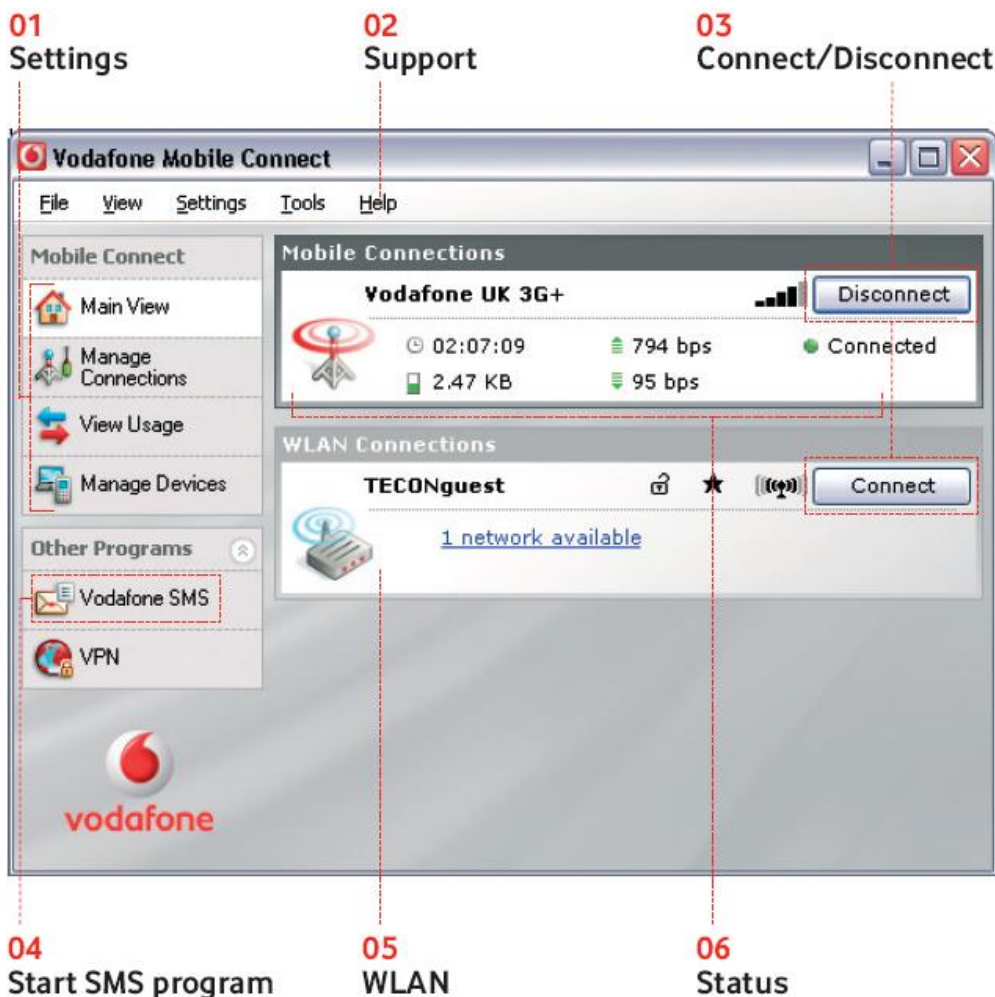 01
Settings
02
Support
03
Connect/Disconnect
Vodafone Mobile Connect
File View Settings Tools Help
Mobile Connect
Main View
Manage
Connections
View Usage
Manage Devices
Other Programs
Vodafone SMS
VPN
vodafone
Mobile Connections
Vodafone UK 3G+
Disconnect
02:07:09
794 bps
Connected
2.47 KB
95 bps
WLAN Connections
TECONguest
Connect
1 network available
04
Start SMS program
05
WLAN
06
Status